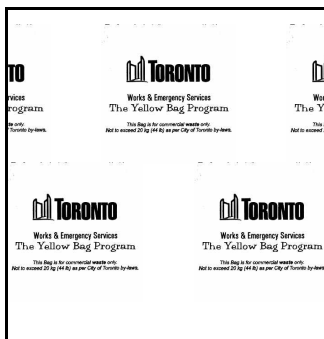 TO TORONTO
rvices Works & Emergency Services Wor
rogram The Yellow Bag Program The Y
waste only. This Bag is for commercial waste only. This
f Toronto by-laws. Not to exceed 20 kg (44 lb) as per City of Toronto by-laws. Not to exceed
TORONTO TORONTO
Works & Emergency Services Works & Emergency Services
The Yellow Bag Program The Yellow Bag Program
This Bag is for commercial waste only. This Bag is for commercial waste only.
Not to exceed 20 kg (44 lb) as per City of Toronto by-laws. Not to exceed 20 kg (44 lb) as per City of Toronto by-laws.